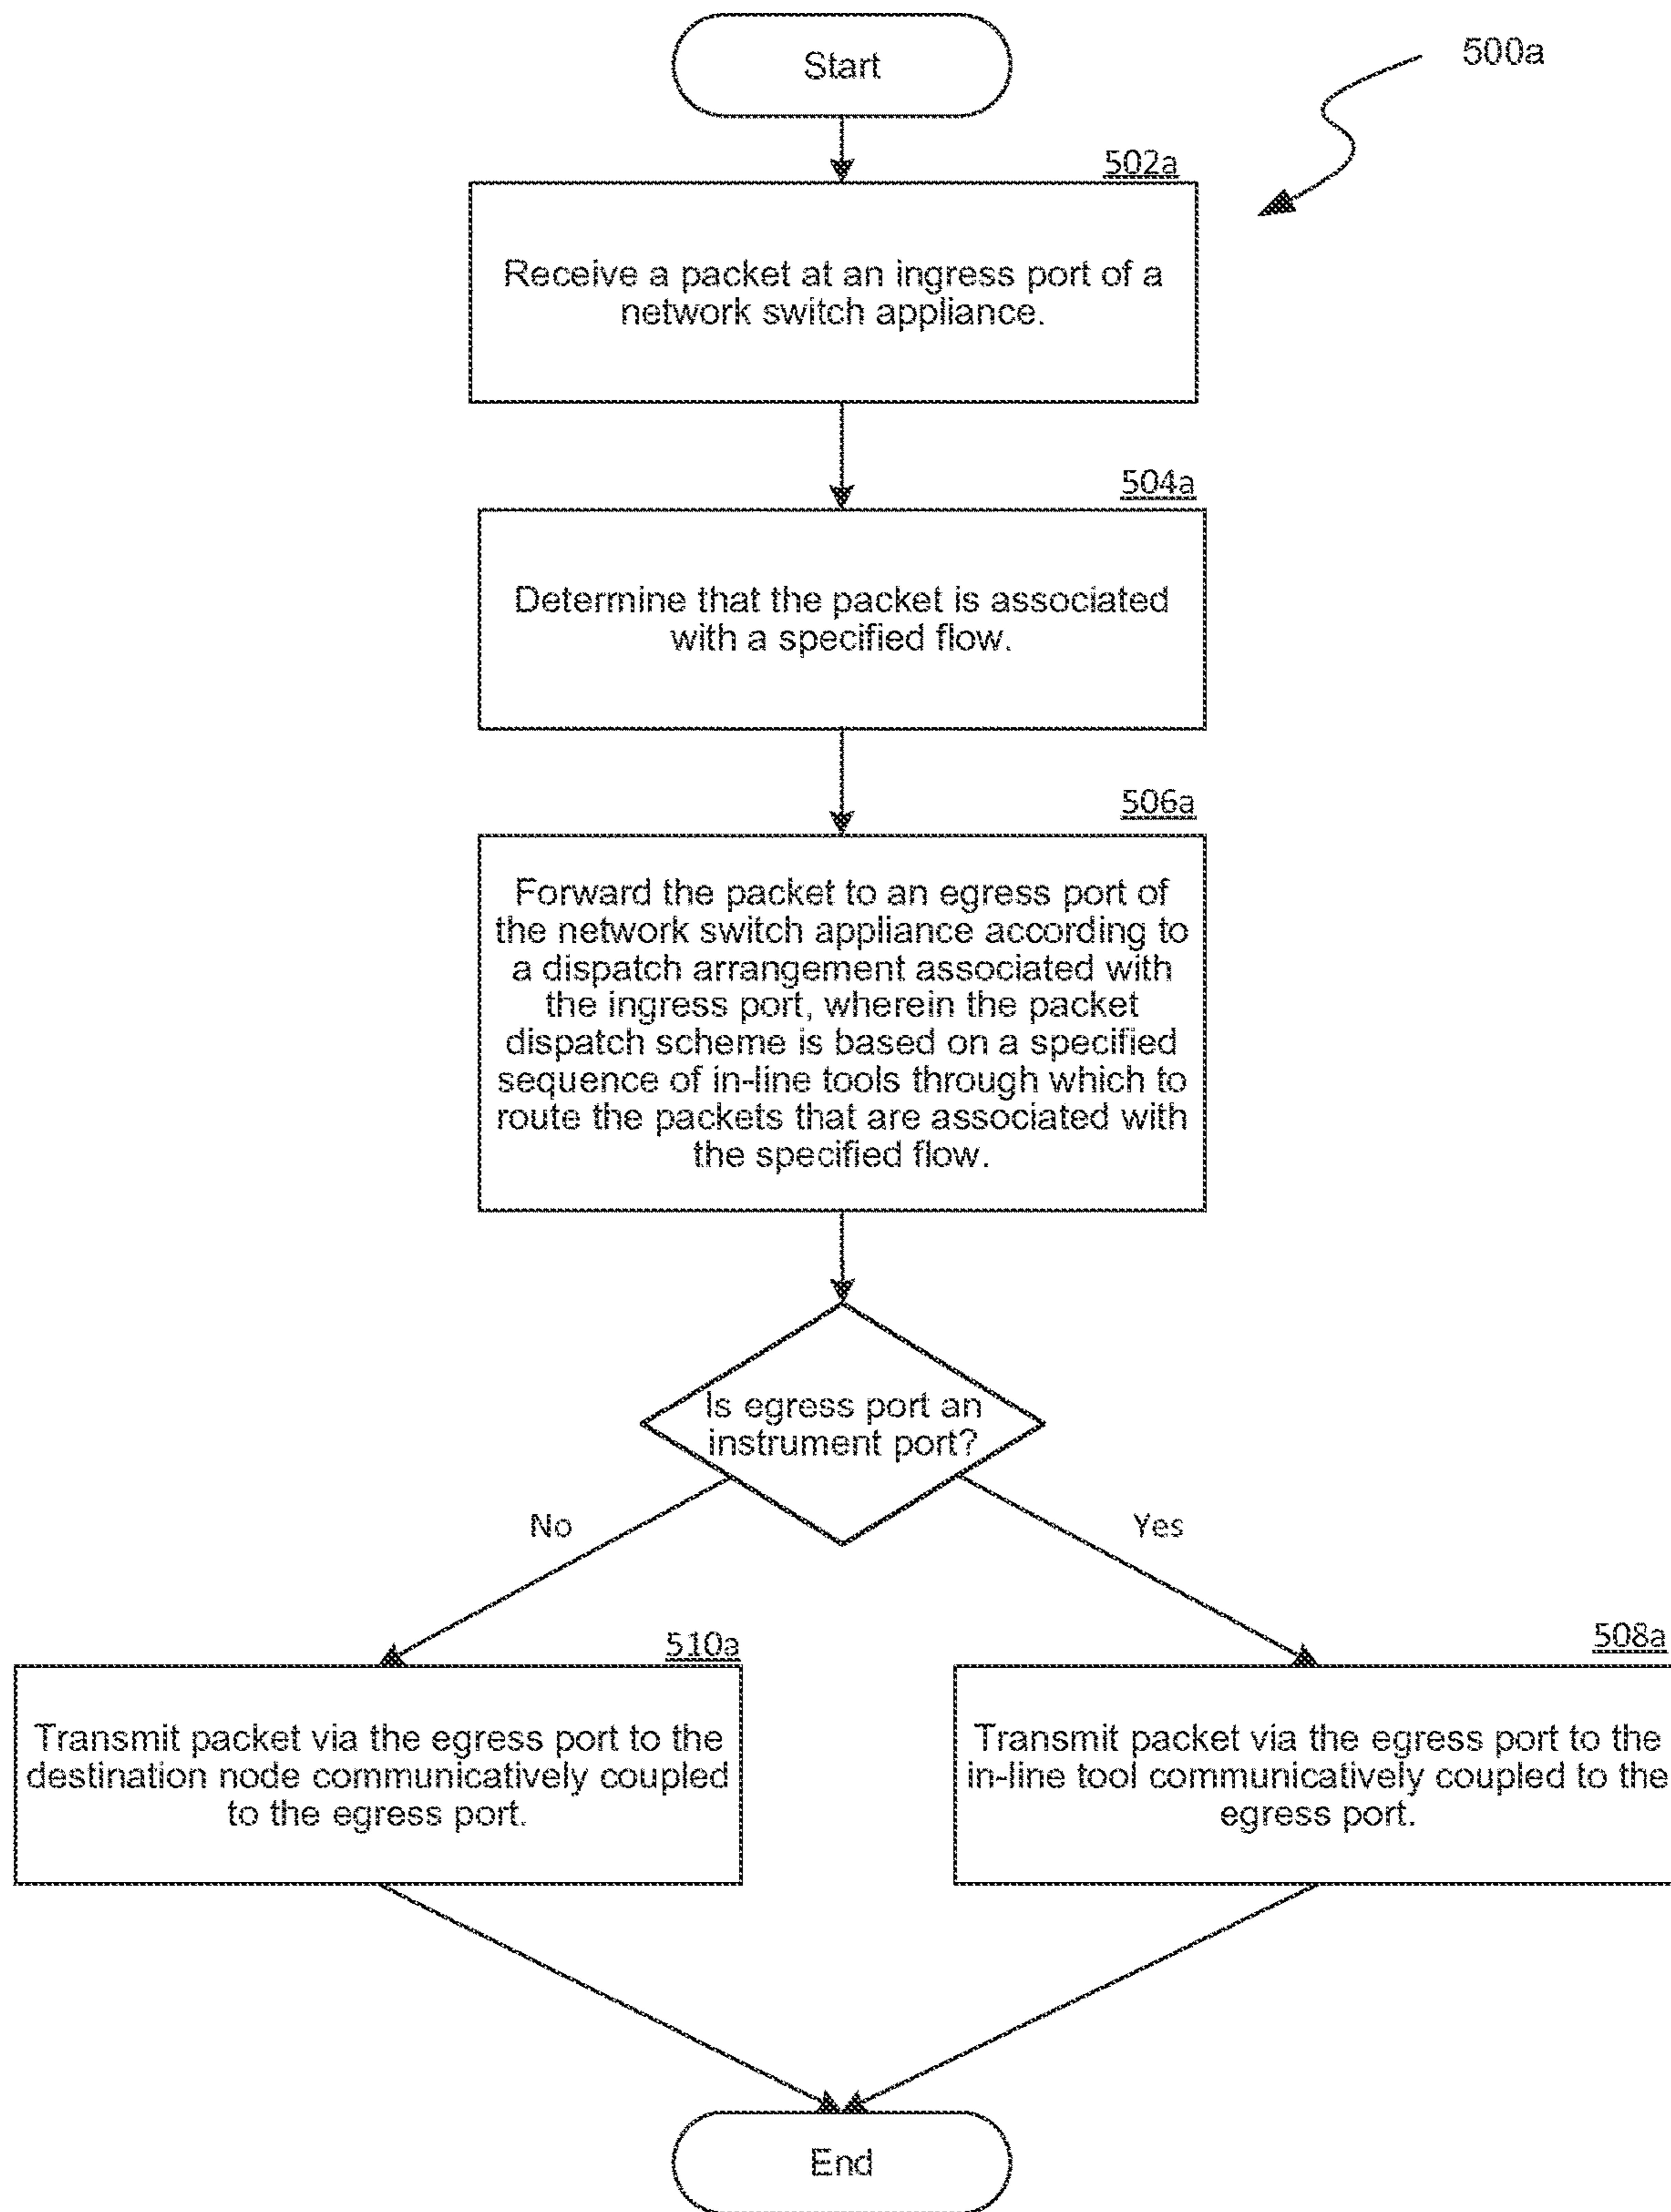 Start
500a
502a
Receive a packet at an ingress port of a
network switch appliance.
504a
Determine that the packet is associated
with a specified flow.
506a
Forward the packet to an egress port of
the network switch appliance according to
a dispatch arrangement associated with
the ingress port, wherein the packet
dispatch scheme is based on a specified
sequence of in-line tools through which to
route the packets that are associated with
the specified flow.
Is egress port an
instrument port?
No
Yes
510a
Transmit packet via the egress port to the
destination node communicatively coupled
to the egress port.
508a
Transmit packet via the egress port to the
in-line tool communicatively coupled to the
egress port.
End